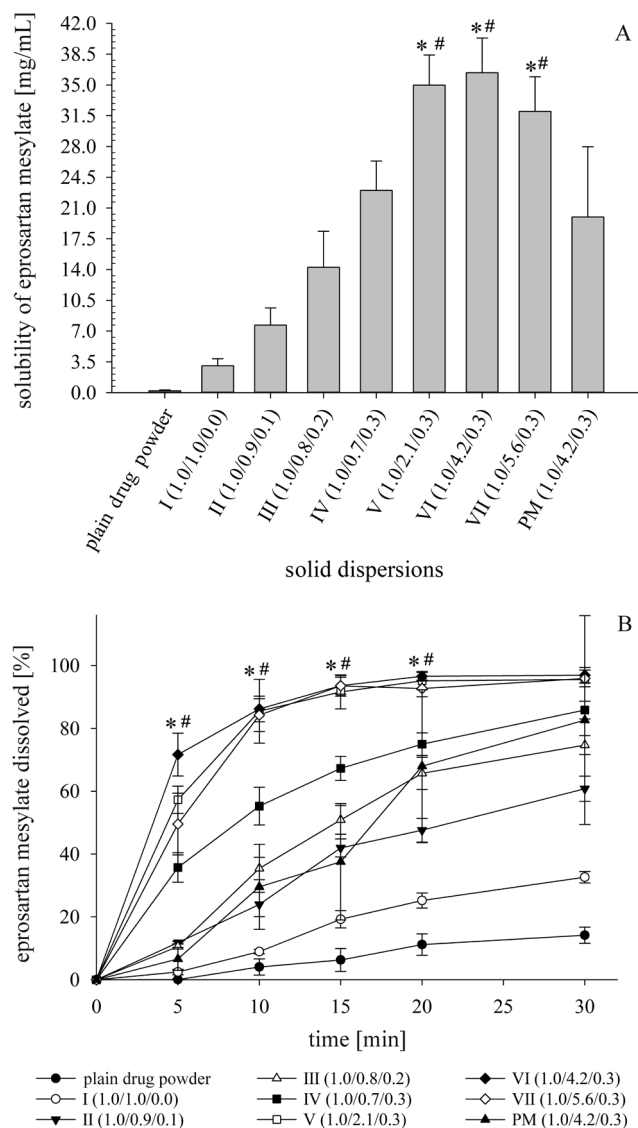 A
solubility of eprosartan mesylate [mg/mL]
42.0
38.5
35.0
31.5
28.0
24.5
21.0
17.5
14.0
10.5
7.0
3.5
0.0
*# *# *#
plain drug powder
I (1.0/1.0/0.0)
II (1.0/0.9/0.1)
III (1.0/0.8/0.2)
IV (1.0/0.7/0.3)
V (1.0/2.1/0.3)
VI (1.0/4.2/0.3)
VII (1.0/5.6/0.3)
PM (1.0/4.2/0.3)
solid dispersions
B
eprosartan mesylate dissolved [%]
100
80
60
40
20
0
*# *# *# *#
0 5 10 15 20 30
time [min]
plain drug powder
I (1.0/1.0/0.0)
II (1.0/0.9/0.1)
III (1.0/0.8/0.2)
IV (1.0/0.7/0.3)
V (1.0/2.1/0.3)
VI (1.0/4.2/0.3)
VII (1.0/5.6/0.3)
PM (1.0/4.2/0.3)